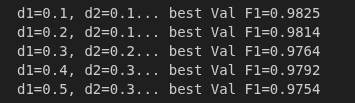 d1=0.1, d2=0.1... best Val F1=0.9825
d1=0.2, d2=0.1... best Val F1=0.9814
d1=0.3, d2=0.2... best Val F1=0.9764
d1=0.4, d2=0.3... best Val F1=0.9792
d1=0.5, d2=0.3... best Val F1=0.9754